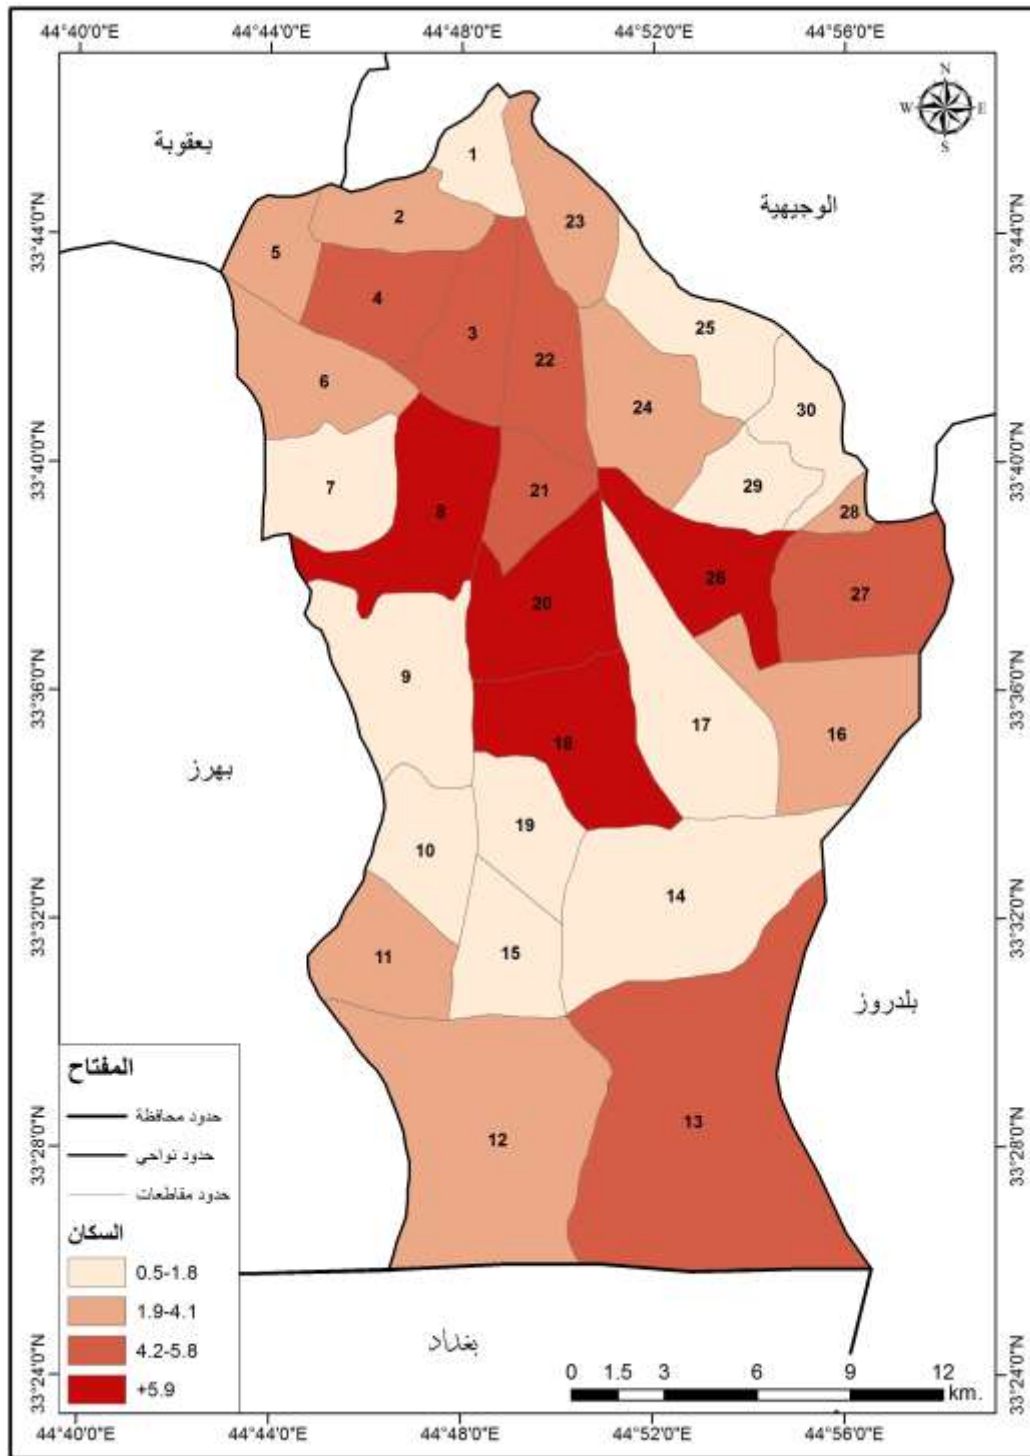 44°40'0"E 44°44'0"E 44°48'0"E 44°52'0"E 44°56'0"E
N
W E
S
بعقوبة
الوجيهية
بهرز
بلدروز
بغداد
33°44'0"N
33°40'0"N
33°36'0"N
33°32'0"N
33°28'0"N
33°24'0"N
33°44'0"N
33°40'0"N
33°36'0"N
33°32'0"N
33°28'0"N
33°24'0"N
1
2
23
5
4
3
22
25
6
24
30
7
8
21
29
28
20
26
27
9
18
17
16
10
19
14
11
15
12
13
المفتاح
حدود محافظة
حدود نواحي
حدود مقاطعات
السكان
0.5-1.8
1.9-4.1
4.2-5.8
+5.9
0 1.5 3 6 9 12
km.
44°40'0"E 44°44'0"E 44°48'0"E 44°52'0"E 44°56'0"E